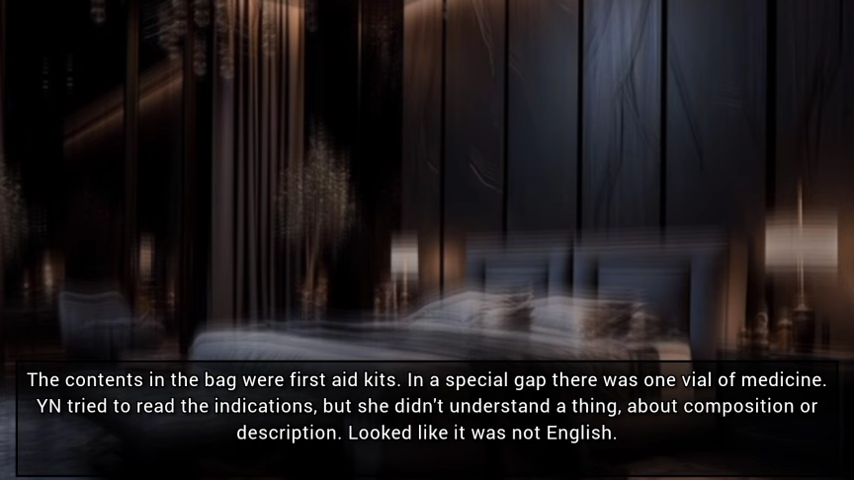 The contents in the bag were first aid kits. In a special gap there was one vial of medicine.
YN tried to read the indications, but she didn't understand a thing, about composition or
description. Looked like it was not English.